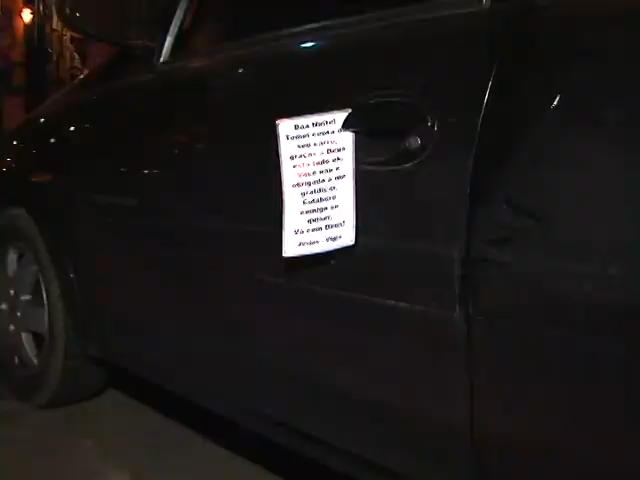 Boa Noite!
Tomei conta do
seu carro,
graças a Deus
está tudo ok.
Você não é
obrigado a me
gratificar.
Colabore
comigo se
quiser.
Vá com Deus!
- Vigia